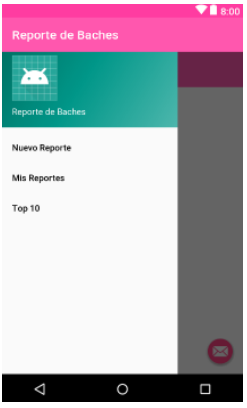 8:00
Reporte de Baches
Reporte de Baches
Nuevo Reporte
Mis Reportes
Top 10